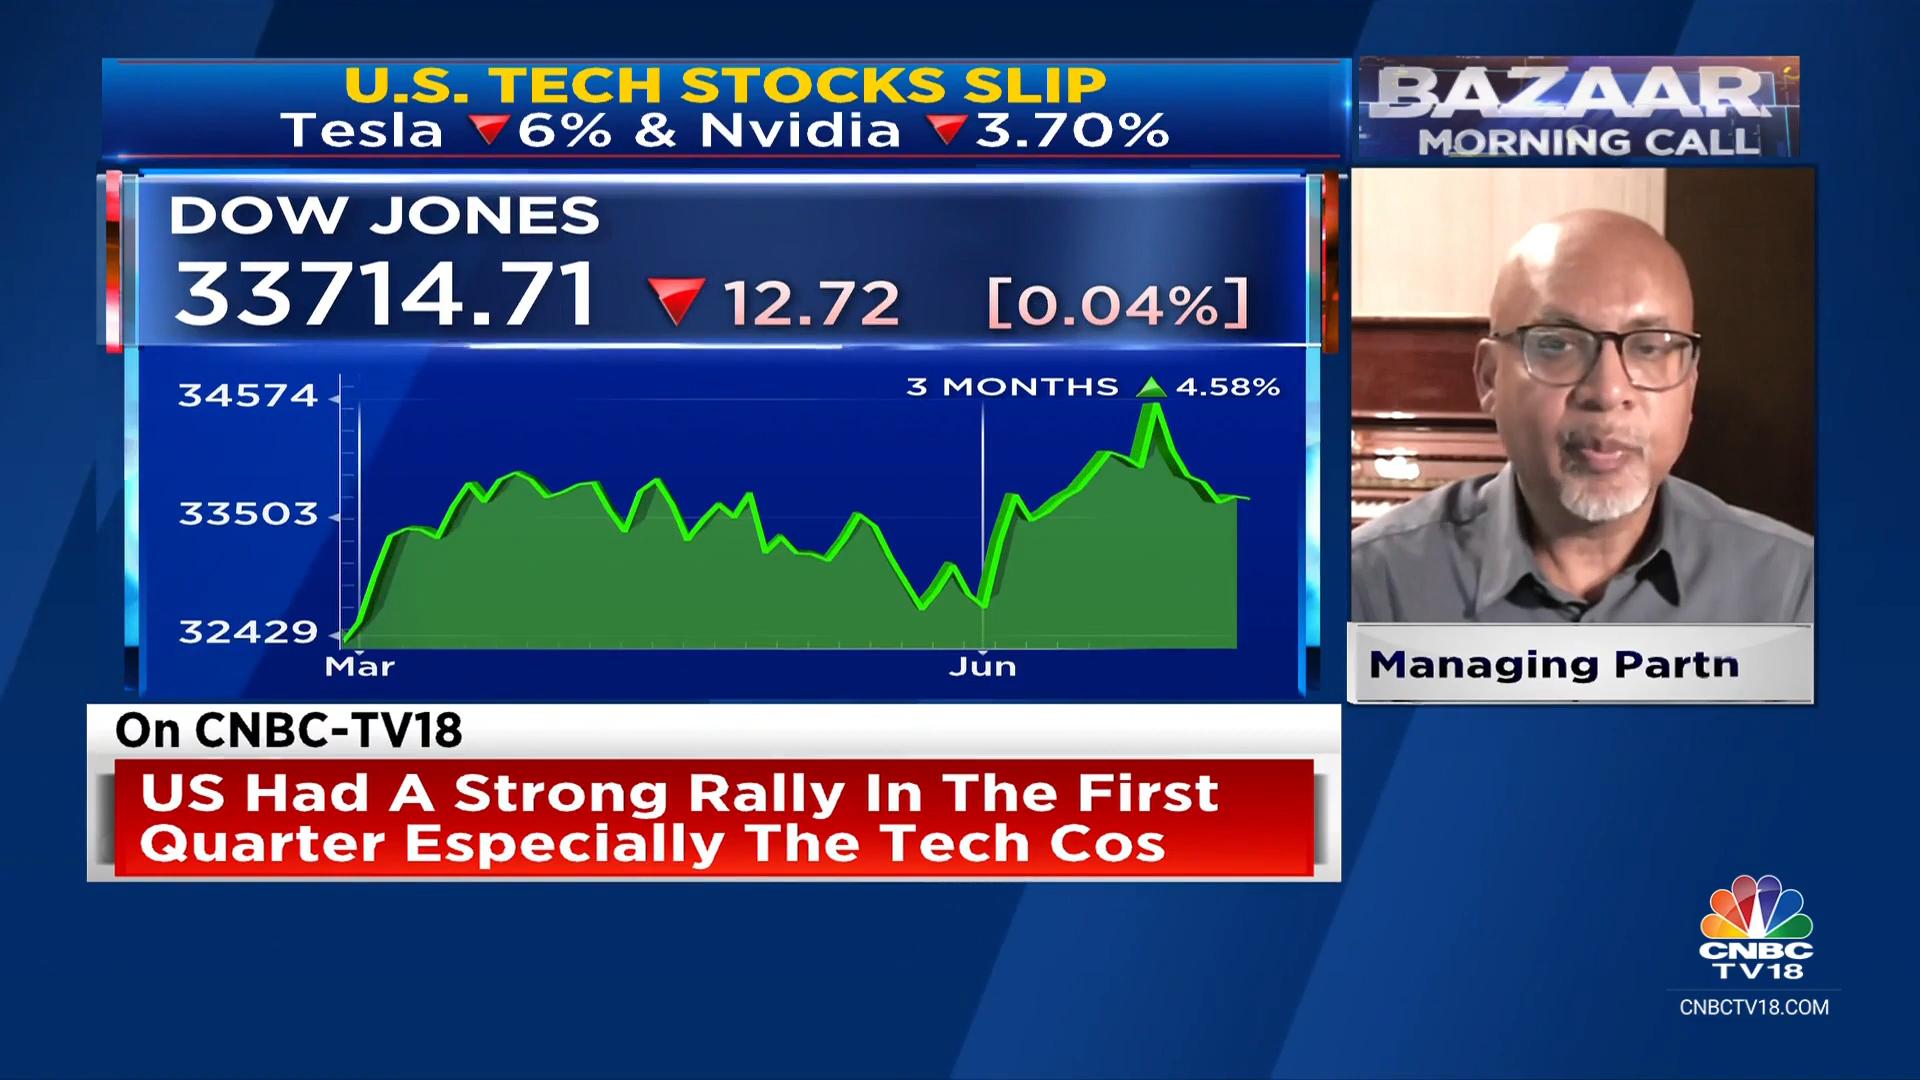 U.S. TECH STOCKS SLIP
Tesla ▼6% & Nvidia ▼3.70%
BAZAAR
MORNING CALL
DOW JONES
33714.71 ▼ 12.72 [0.04%]
3 MONTHS ▲ 4.58%
34574
33503
32429
Mar Jun
Managing Partn
On CNBC-TV18
US Had A Strong Rally In The First
Quarter Especially The Tech Cos
CNBC
TV18
CNBCTV18.COM